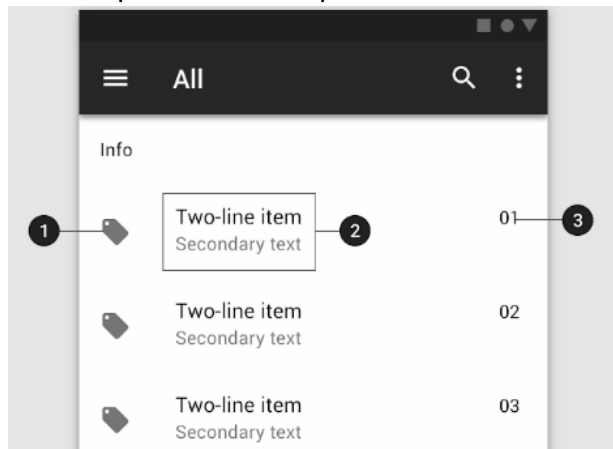 All
Info
1
Two-line item
Secondary text
2
01
3
Two-line item
Secondary text
02
Two-line item
Secondary text
03